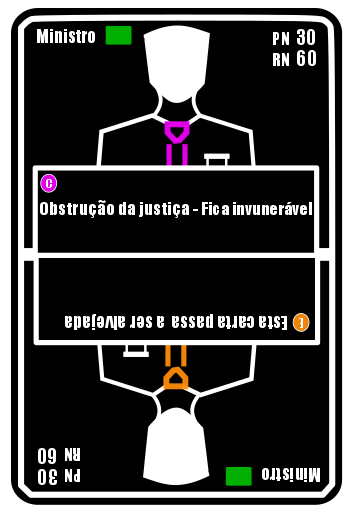 Ministro
PN 30
RN 60
C
Obstrução da justiça - Fica invunerável
Esta carta passa a ser alvejada
E
Ministro
PN 30
RN 60